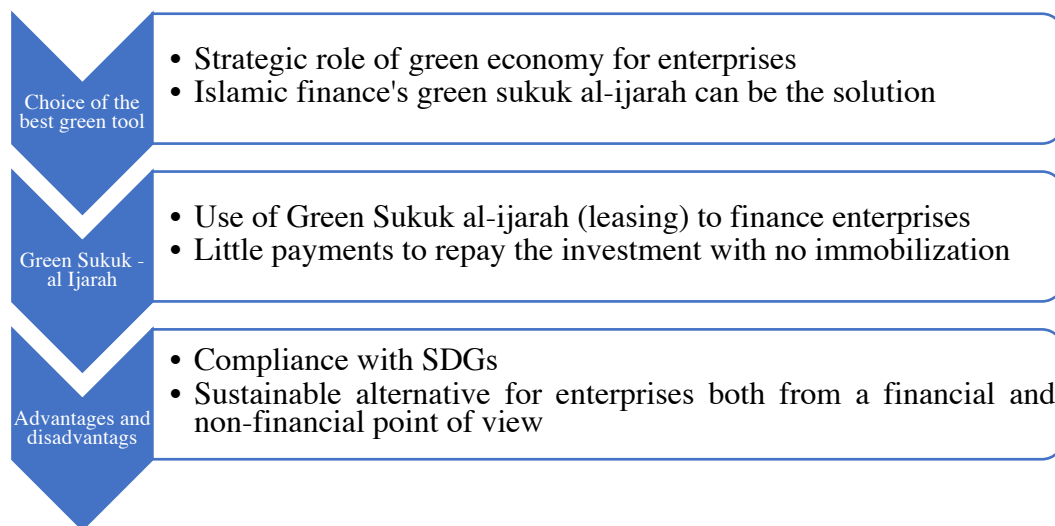 Choice of the
best green tool
• Strategic role of green economy for enterprises
• Islamic finance's green sukuk al-ijarah can be the solution
Green Sukuk -
al Ijarah
• Use of Green Sukuk al-ijarah (leasing) to finance enterprises
• Little payments to repay the investment with no immobilization
Advantages and
disadvantags
• Compliance with SDGs
• Sustainable alternative for enterprises both from a financial and
non-financial point of view